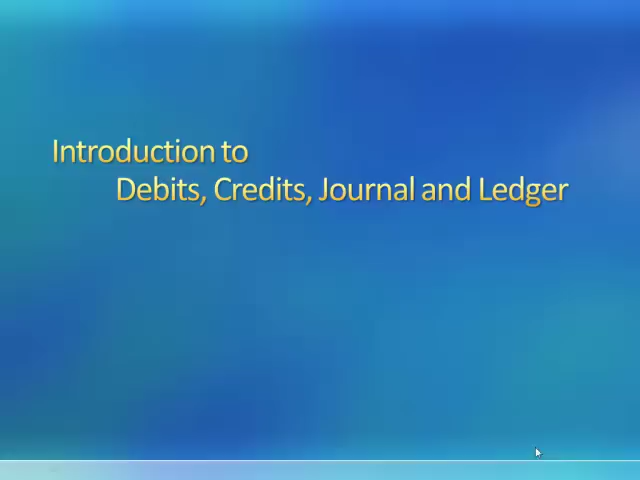 Introduction to
Debits, Credits, Journal and Ledger